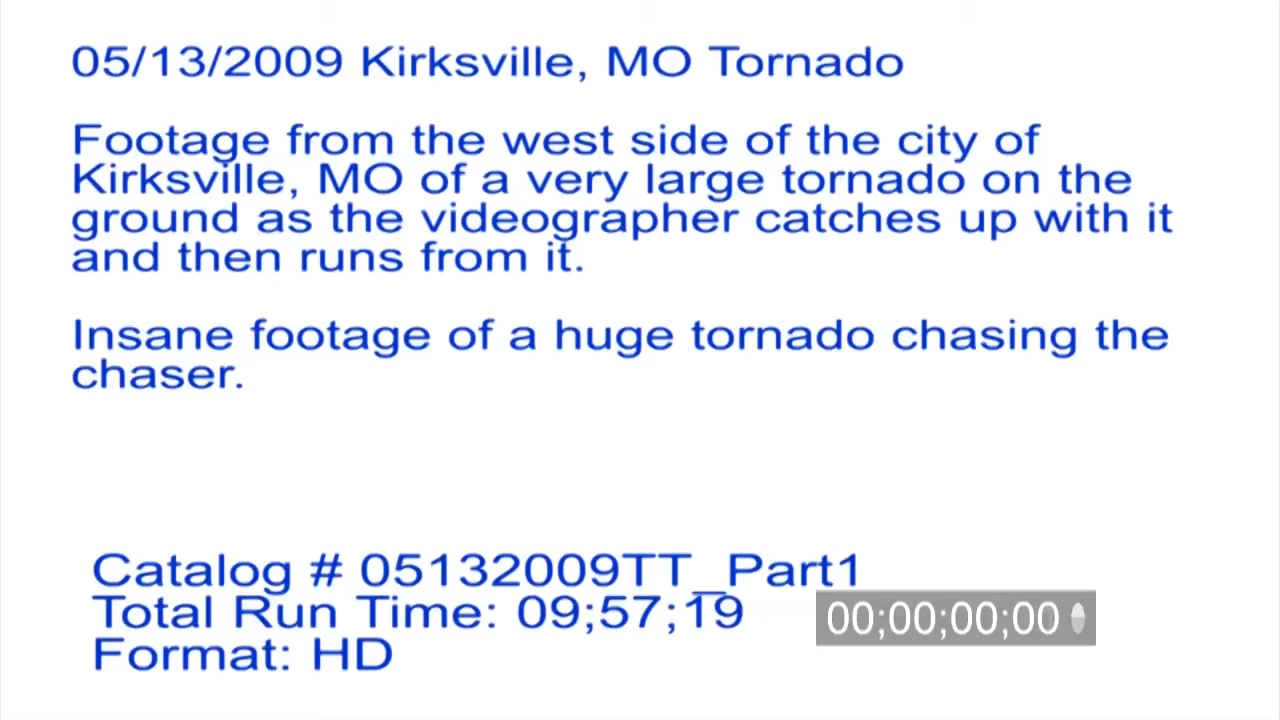 05/13/2009 Kirksville, MO Tornado
Footage from the west side of the city of
Kirksville, MO of a very large tornado on the
ground as the videographer catches up with it
and then runs from it.
Insane footage of a huge tornado chasing the
chaser.
Catalog # 05132009TT_Part1
Total Run Time: 09;57;19
00;00;00;00
Format: HD